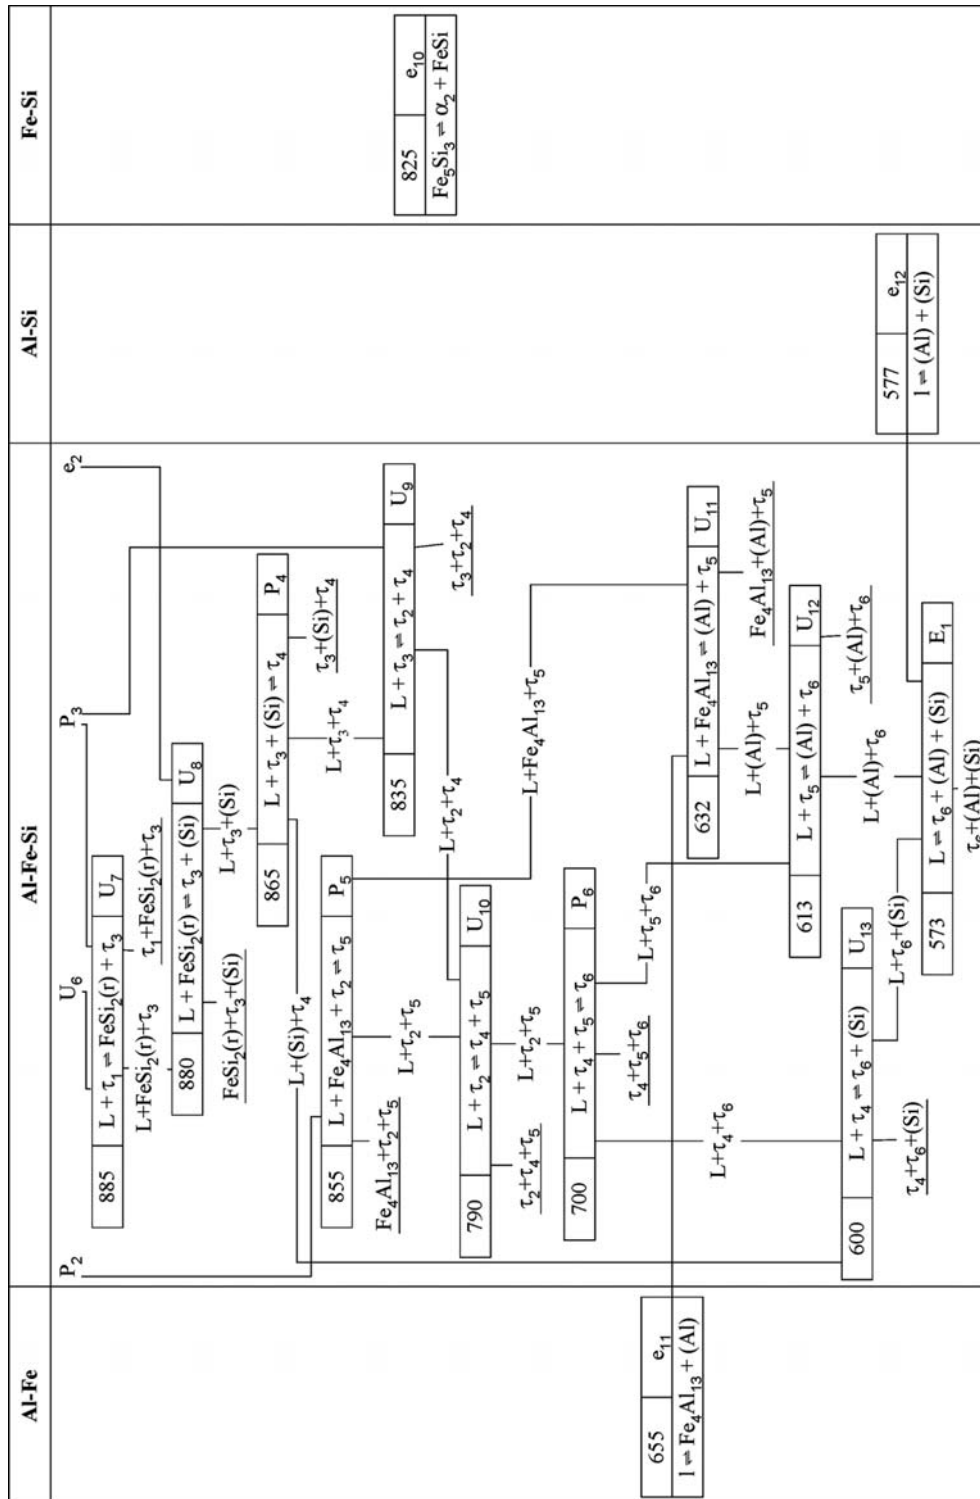 Al-Fe
Al-Fe-Si
Al-Si
Fe-Si
P₂
U₆
P₃
e₂
885 L + τ₁ ⇌ FeSi₂(r) + τ₃ U₇
L+FeSi₂(r)+τ₃
τ₁+FeSi₂(r)+τ₃
880 L + FeSi₂(r) ⇌ τ₃ + (Si) U₈
FeSi₂(r)+τ₃+(Si)
L+τ₃+(Si)
865 L + τ₃ + (Si) ⇌ τ₄ P₄
L+(Si)+τ₄
L+τ₃+τ₄
τ₃+(Si)+τ₄
855 L + Fe₄Al₁₃ + τ₂ ⇌ τ₅ P₅
835 L + τ₃ ⇌ τ₂ + τ₄ U₉
825 e₁₀
Fe₅Si₃ ⇌ α₂ + FeSi
Fe₄Al₁₃+τ₂+τ₅
L+τ₂+τ₅
L+τ₂+τ₄
τ₃+τ₂+τ₄
790 L + τ₂ ⇌ τ₄ + τ₅ U₁₀
τ₂+τ₄+τ₅
L+τ₂+τ₅
L+Fe₄Al₁₃+τ₅
700 L + τ₄ + τ₅ ⇌ τ₆ P₆
L+τ₄+τ₆
τ₄+τ₅+τ₆
L+τ₅+τ₆
655 e₁₁
l ⇌ Fe₄Al₁₃ + (Al)
632 L + Fe₄Al₁₃ ⇌ (Al) + τ₅ U₁₁
L+(Al)+τ₅
Fe₄Al₁₃+(Al)+τ₅
613 L + τ₅ ⇌ (Al) + τ₆ U₁₂
L+(Al)+τ₆
τ₅+(Al)+τ₆
600 L + τ₄ ⇌ τ₆ + (Si) U₁₃
τ₄+τ₆+(Si)
L+τ₆+(Si)
577 e₁₂
l ⇌ (Al) + (Si)
573 L ⇌ τ₆ + (Al) + (Si) E₁
τ₆+(Al)+(Si)